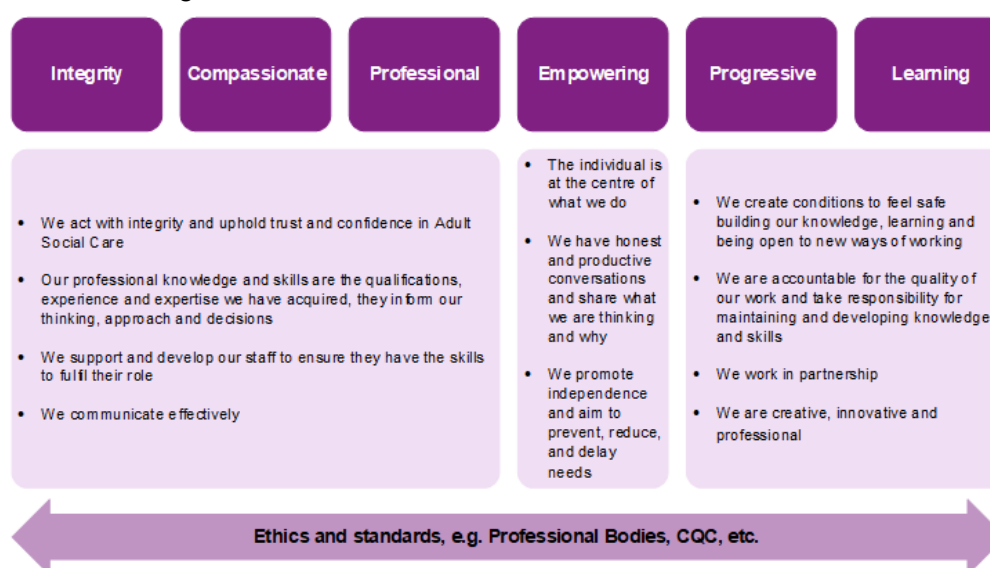 Integrity
Compassionate
Professional
Empowering
Progressive
Learning
• We act with integrity and uphold trust and confidence in Adult
Social Care
• Our professional knowledge and skills are the qualifications,
experience and expertise we have acquired, they inform our
thinking, approach and decisions
• We support and develop our staff to ensure they have the skills
to fulfil their role
• We communicate effectively
• The individual is
at the centre of
what we do
• We have honest
and productive
conversations
and share what
we are thinking
and why
• We promote
independence
and aim to
prevent, reduce,
and delay
needs
• We create conditions to feel safe
building our knowledge, learning and
being open to new ways of working
• We are accountable for the quality of
our work and take responsibility for
maintaining and developing knowledge
and skills
• We work in partnership
• We are creative, innovative and
professional
Ethics and standards, e.g. Professional Bodies, CQC, etc.